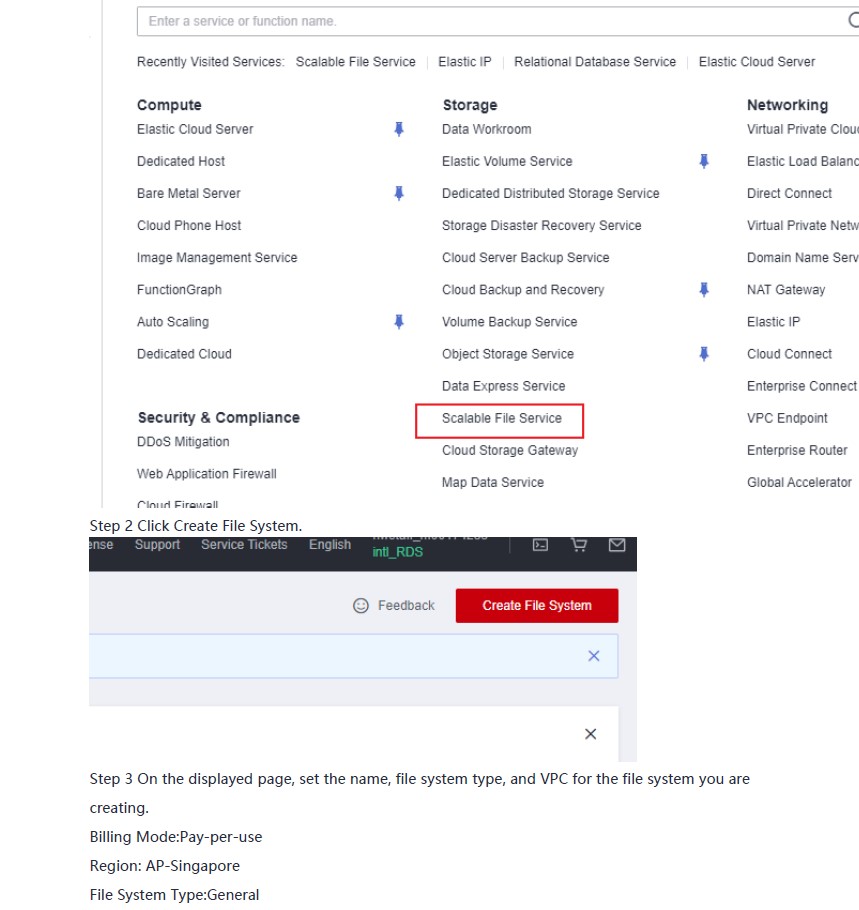 Enter a service or function name.
Recently Visited Services: Scalable File Service Elastic IP Relational Database Service Elastic Cloud Server
Compute
Elastic Cloud Server
Dedicated Host
Bare Metal Server
Cloud Phone Host
Image Management Service
FunctionGraph
Auto Scaling
Dedicated Cloud
Security & Compliance
DDoS Mitigation
Web Application Firewall
Cloud Firewall
Storage
Data Workroom
Elastic Volume Service
Dedicated Distributed Storage Service
Storage Disaster Recovery Service
Cloud Server Backup Service
Cloud Backup and Recovery
Volume Backup Service
Object Storage Service
Data Express Service
Scalable File Service
Cloud Storage Gateway
Map Data Service
Networking
Virtual Private Clou
Elastic Load Balanc
Direct Connect
Virtual Private Netw
Domain Name Serv
NAT Gateway
Elastic IP
Cloud Connect
Enterprise Connect
VPC Endpoint
Enterprise Router
Global Accelerator
Step 2 Click Create File System.
ense Support Service Tickets English
intl_RDS
Feedback Create File System
Step 3 On the displayed page, set the name, file system type, and VPC for the file system you are
creating.
Billing Mode:Pay-per-use
Region: AP-Singapore
File System Type:General